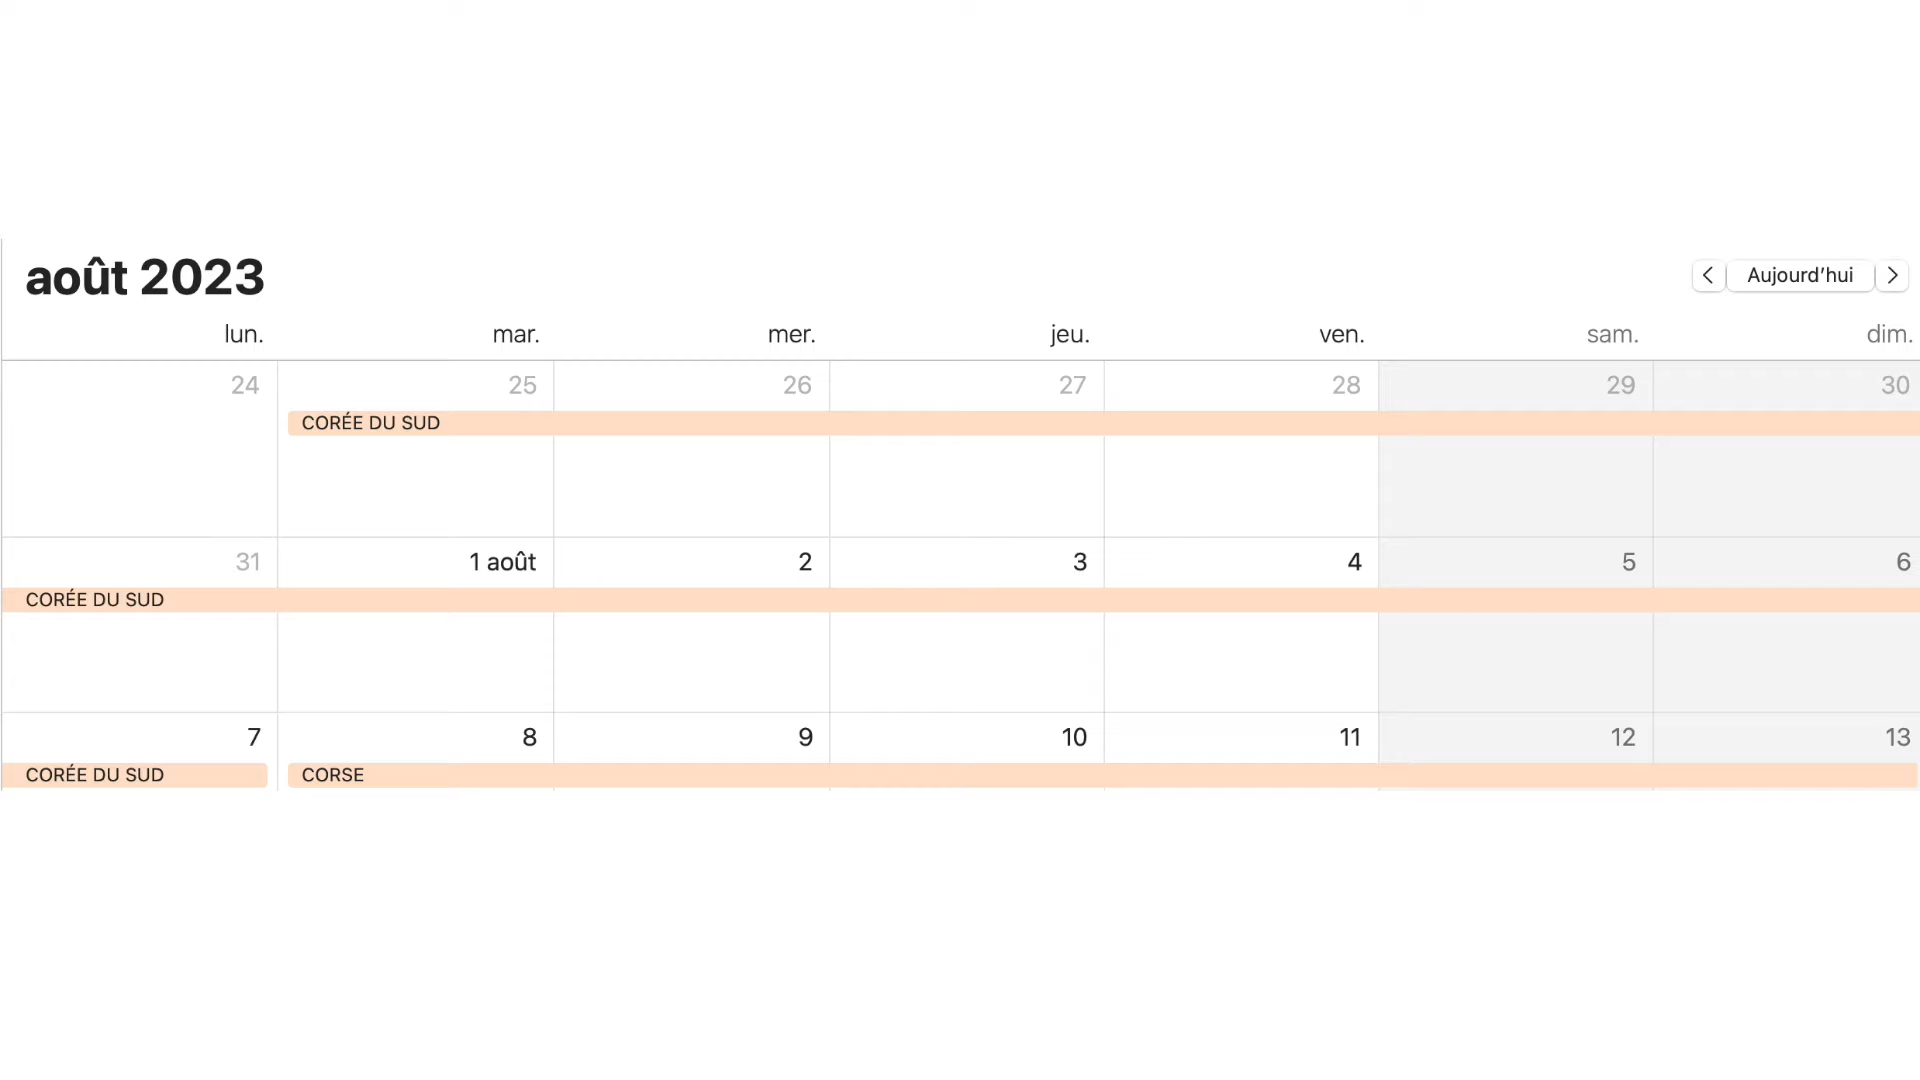 août 2023
Aujourd’hui
lun. mar. mer. jeu. ven. sam. dim.
24 25 26 27 28 29 30
CORÉE DU SUD
31 1 août 2 3 4 5 6
CORÉE DU SUD
7 8 9 10 11 12 13
CORÉE DU SUD CORSE